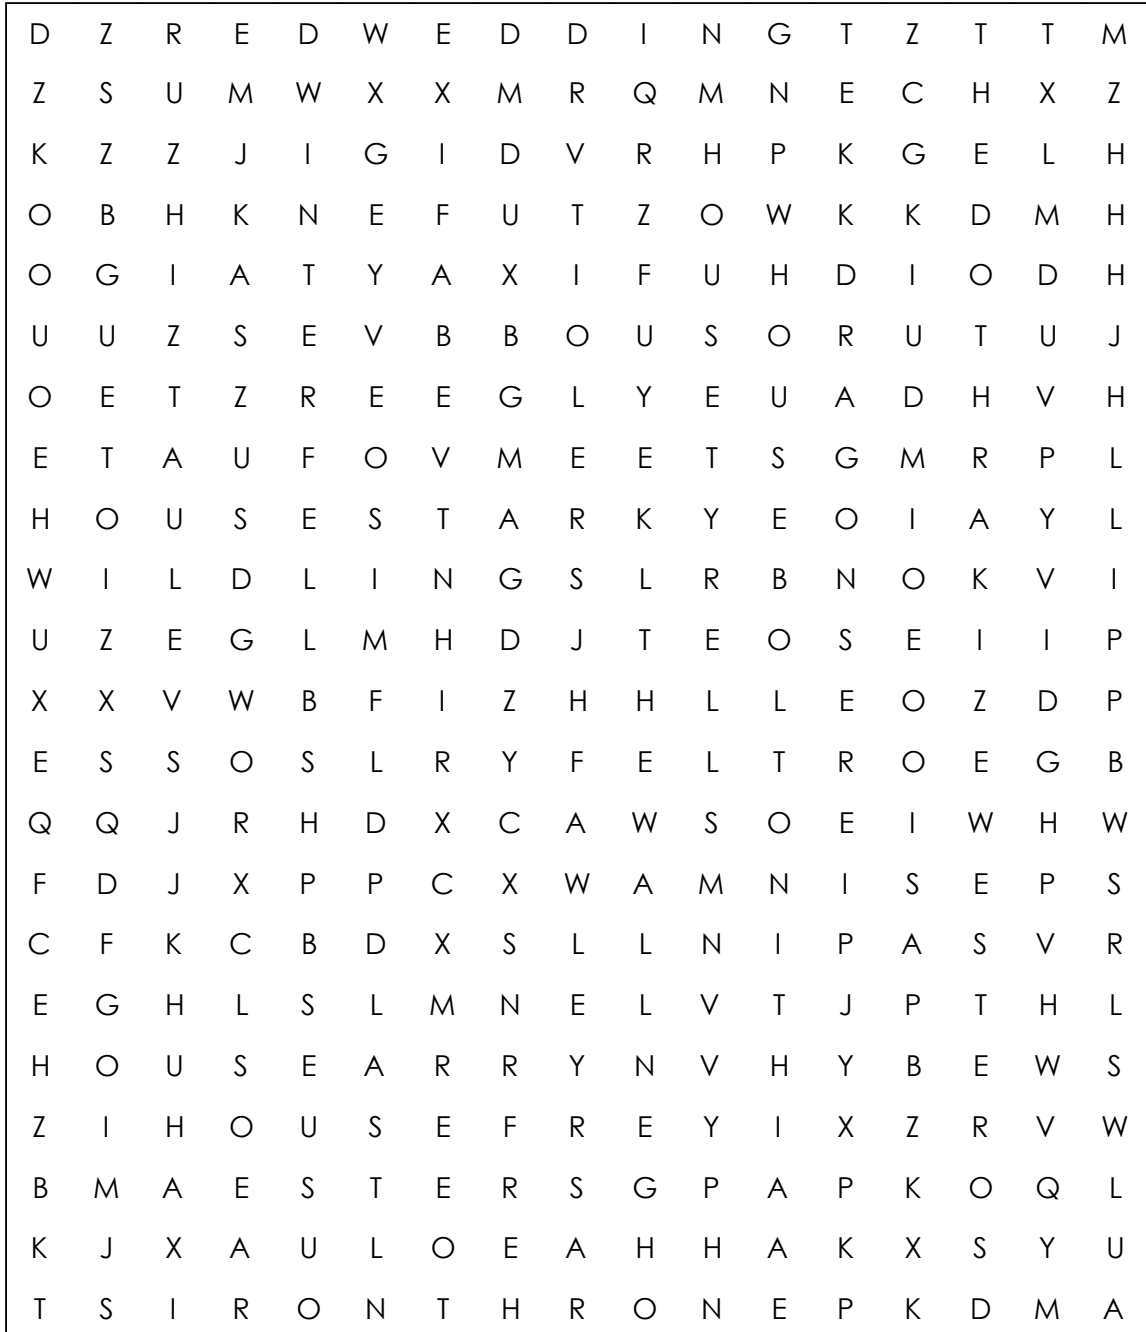 D Z R E D W E D D I N G T Z T T M
Z S U M W X X M R Q M N E C H X Z
K Z Z J I G I D V R H P K G E L H
O B H K N E F U T Z O W K K D M H
O G I A T Y A X I F U H D I O D H
U U Z S E V B B O U S O R U T U J
O E T Z R E E G L Y E U A D H V H
E T A U F O V M E E T S G M R P L
H O U S E S T A R K Y E O I A Y L
W I L D L I N G S L R B N O K V I
U Z E G L M H D J T E O S E I I P
X X V W B F I Z H H L L E O Z D P
E S S O S L R Y F E L T R O E G B
Q Q J R H D X C A W S O E I W H W
F D J X P P C X W A M N I S E P S
C F K C B D X S L L N I P A S V R
E G H L S L M N E L V T J P T H L
H O U S E A R R Y N V H Y B E W S
Z I H O U S E F R E Y I X Z R V W
B M A E S T E R S G P A P K O Q L
K J X A U L O E A H H A K X S Y U
T S I R O N T H R O N E P K D M A